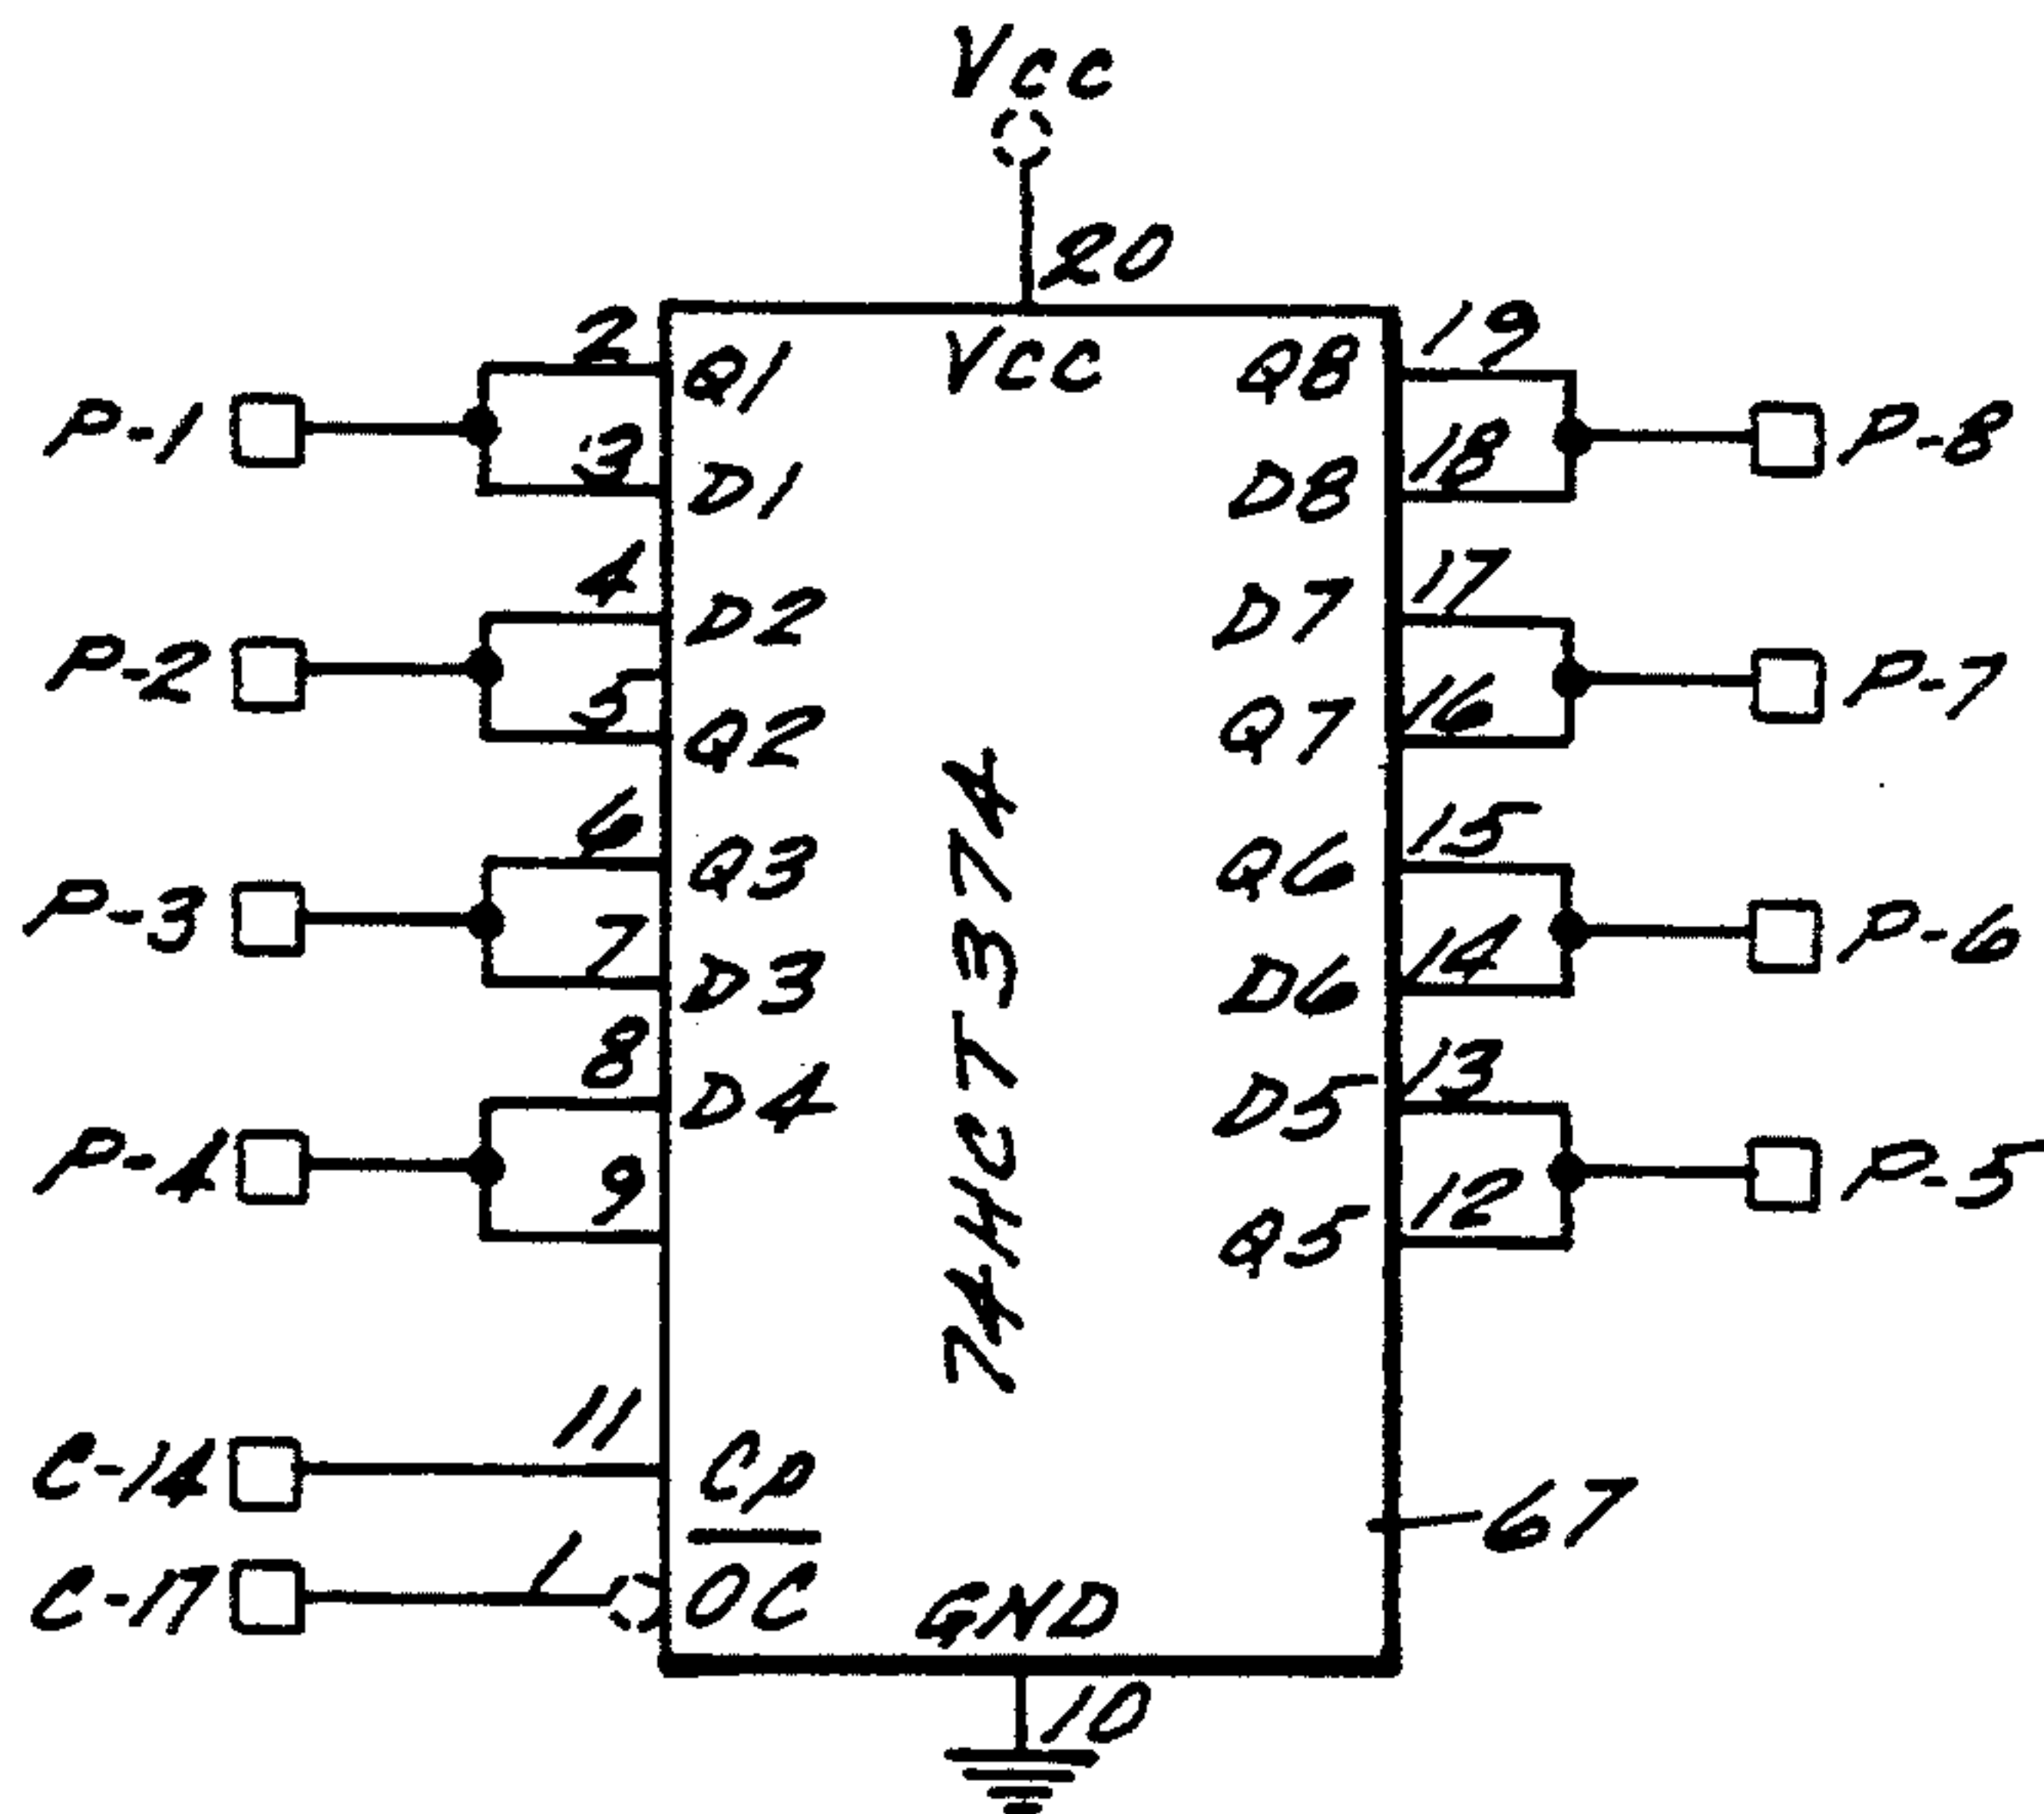 Vcc
20
2 Q1 VCC Q8 19
P-1 P-8
3 D1 D8 18
4 D2 D7 17
P-2 P-7
5 Q2 Q7 16
6 Q3 Q6 15
P-3 P-6
7 D3 D6 14
8 D4 D5 13
P-4 P-5
9 Q5 12
74HCT374
C-14 11 CP
67
C-17 1 OC
GND
10